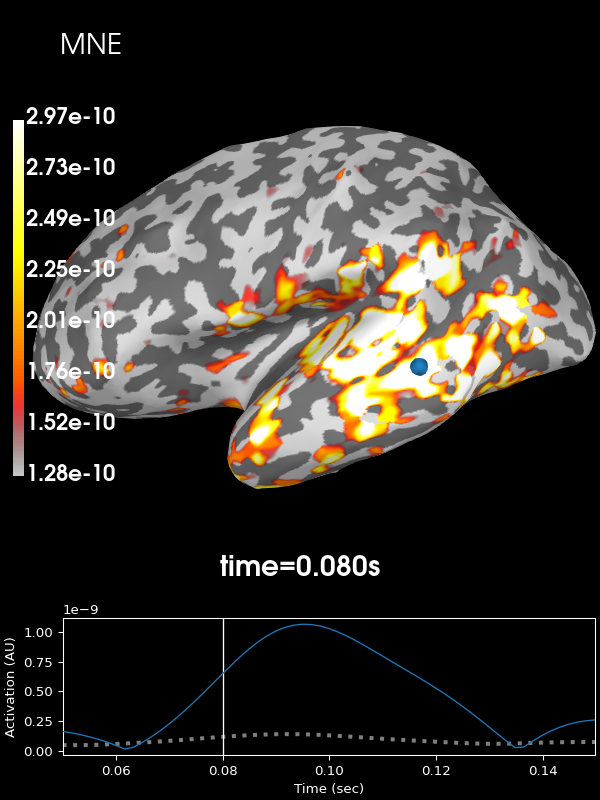 MNE
2.97e-10
2.73e-10
2.49e-10
2.25e-10
2.01e-10
1.76e-10
1.52e-10
1.28e-10
time=0.080s
1e−9
1.00
0.75
0.50
0.25
0.00
Activation (AU)
0.06 0.08 0.10 0.12 0.14
Time (sec)